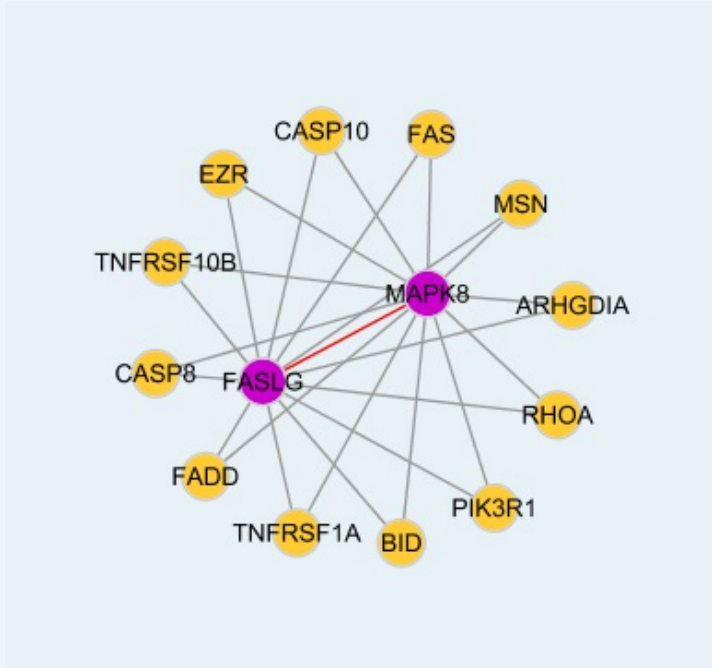 CASP10
FAS
EZR
MSN
TNFRSF10B
MAPK8
ARHGDIA
CASP8
FASLG
RHOA
FADD
PIK3R1
TNFRSF1A
BID